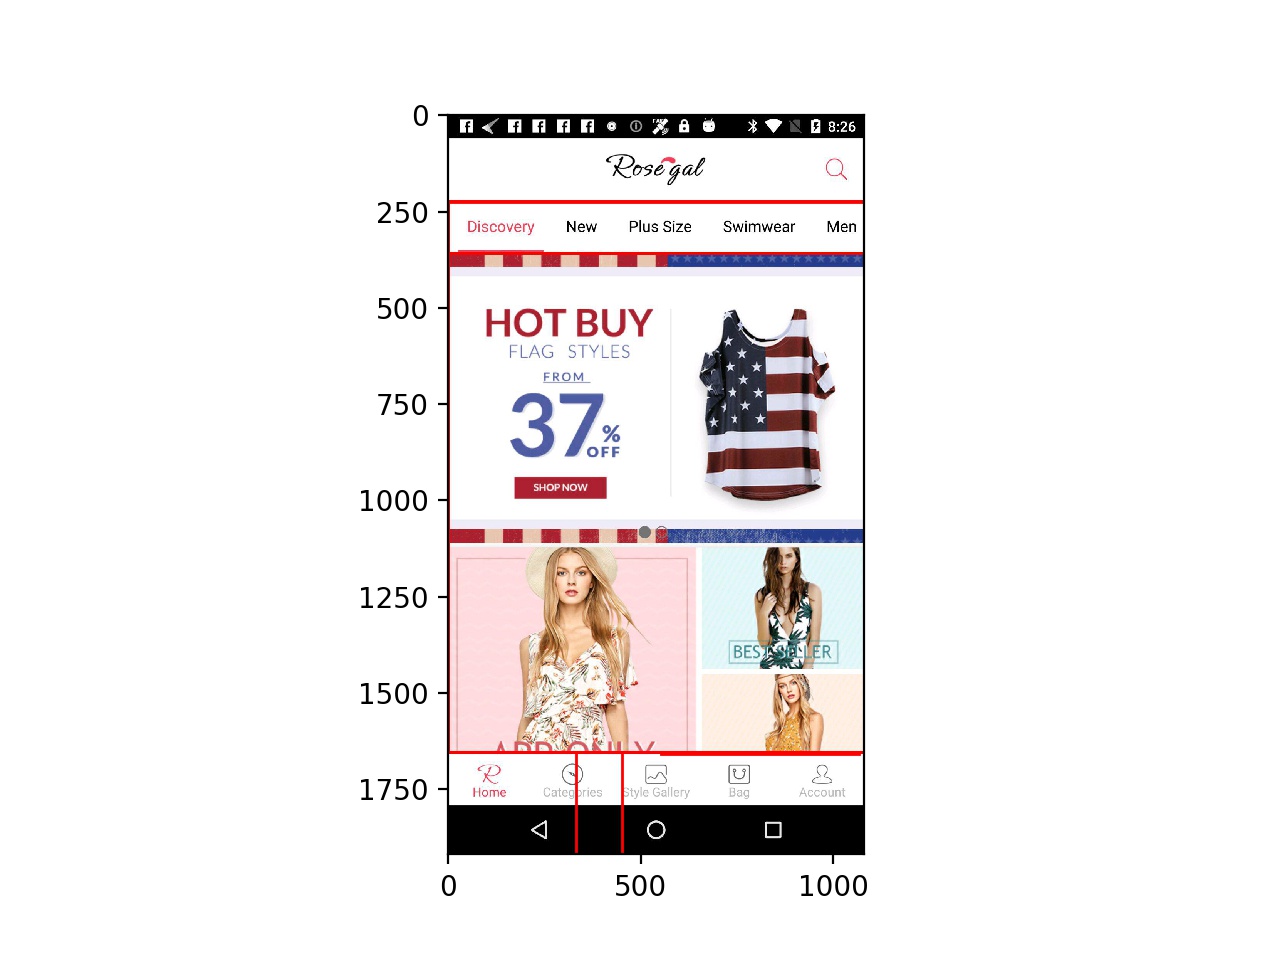 0
8:26
Rosegal
250
Discovery New Plus Size Swimwear Men
500
HOT BUY
FLAG STYLES
FROM
750
37% OFF
1000
SHOP NOW
1250
BEST SELLER
1500
APP ONLY
1750
Home Categories Style Gallery Bag Account
0 500 1000